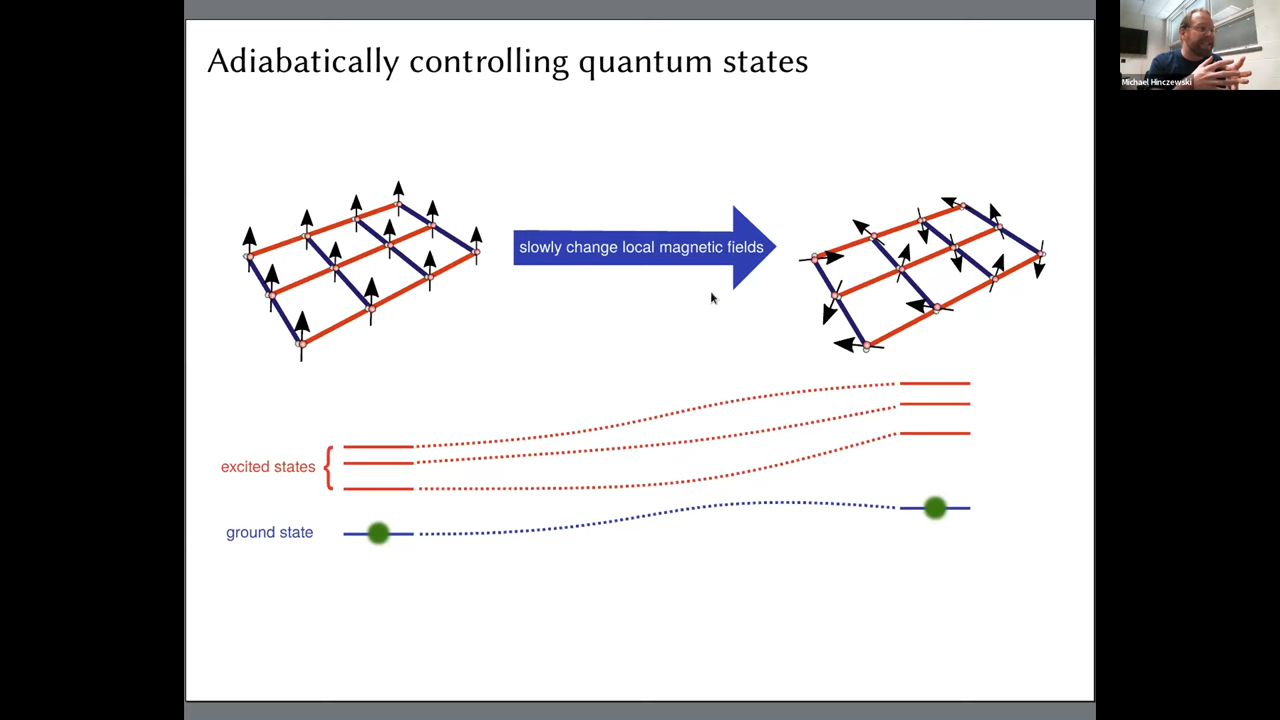 Adiabatically controlling quantum states
Michael Hinczewski
slowly change local magnetic fields
excited states
ground state